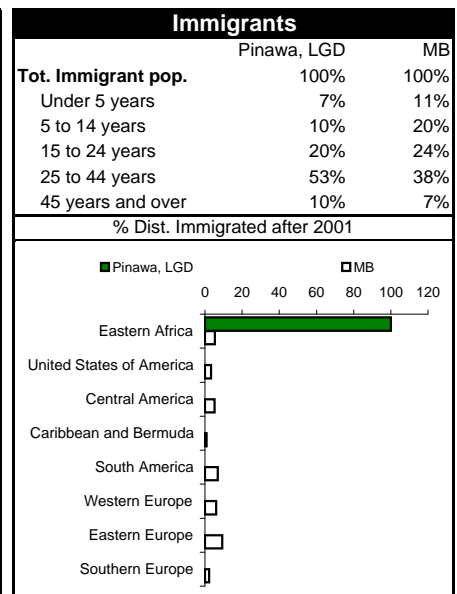 Immigrants
Pinawa, LGD MB
Tot. Immigrant pop. 100% 100%
Under 5 years 7% 11%
5 to 14 years 10% 20%
15 to 24 years 20% 24%
25 to 44 years 53% 38%
45 years and over 10% 7%
% Dist. Immigrated after 2001
Pinawa, LGD MB
0 20 40 60 80 100 120
Eastern Africa
United States of America
Central America
Caribbean and Bermuda
South America
Western Europe
Eastern Europe
Southern Europe